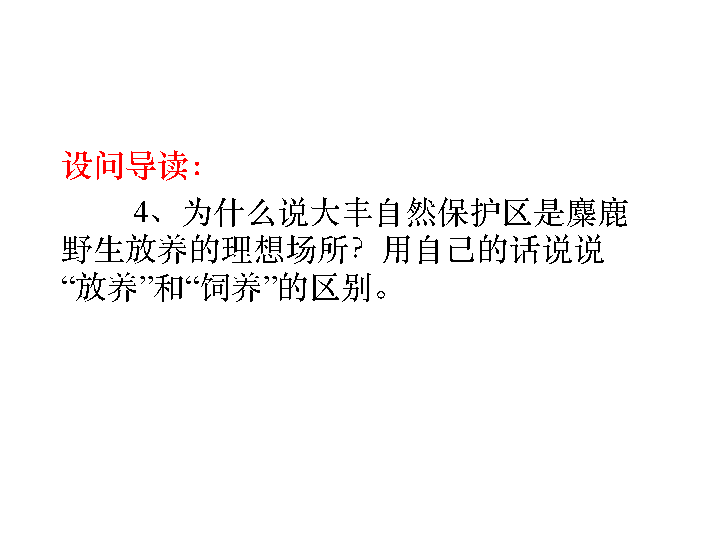 设问导读：
4、为什么说大丰自然保护区是麋鹿
野生放养的理想场所？用自己的话说说
“放养”和“饲养”的区别。